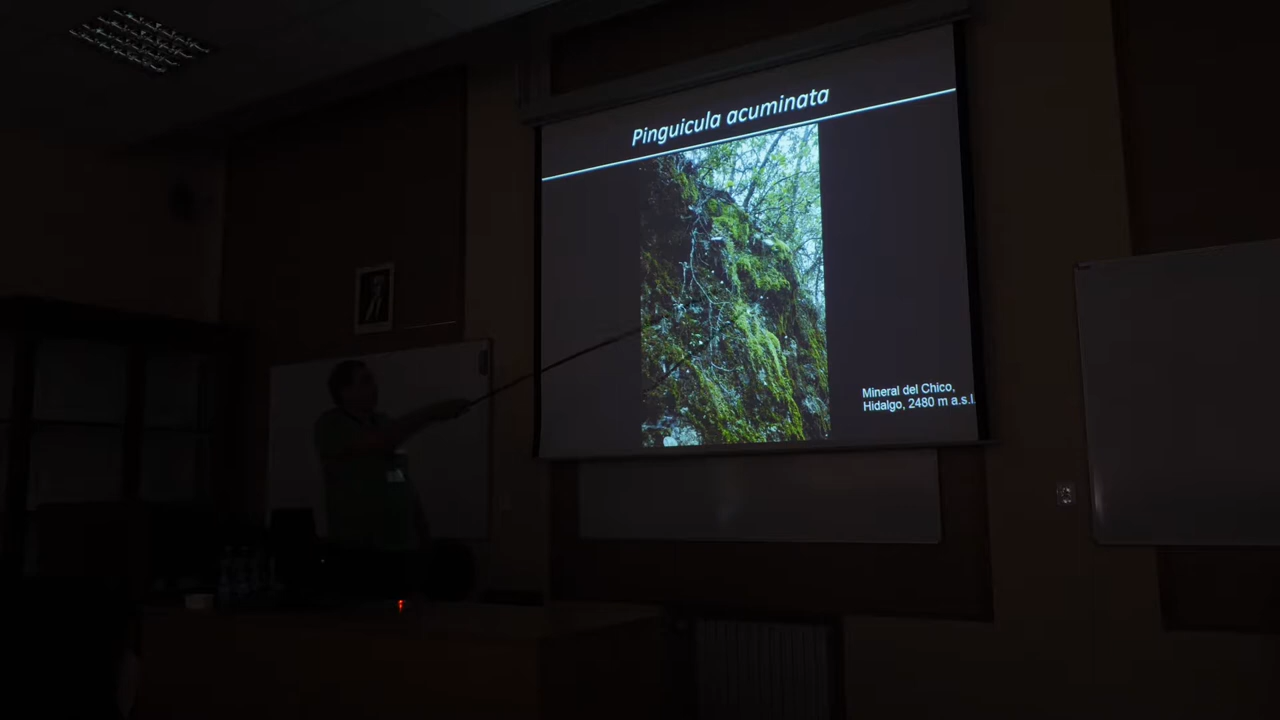 Pinguicula acuminata
Mineral del Chico,
Hidalgo, 2480 m a.s.l.